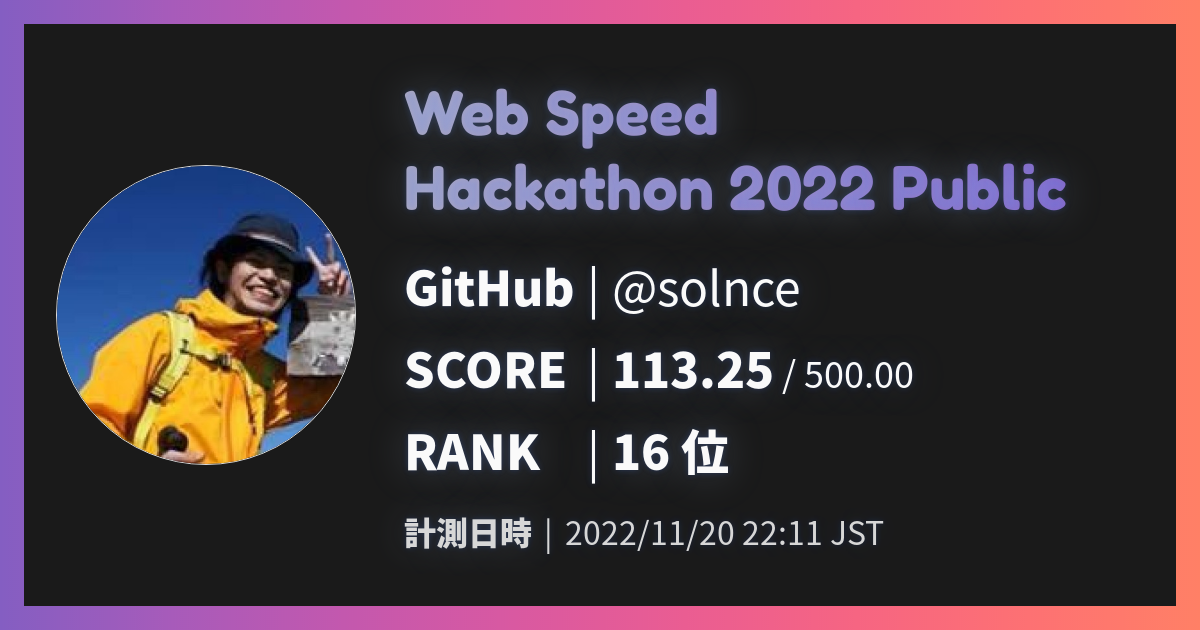 Web Speed
Hackathon 2022 Public
GitHub | @solnce
SCORE | 113.25 / 500.00
RANK | 16 位
計測日時 | 2022/11/20 22:11 JST